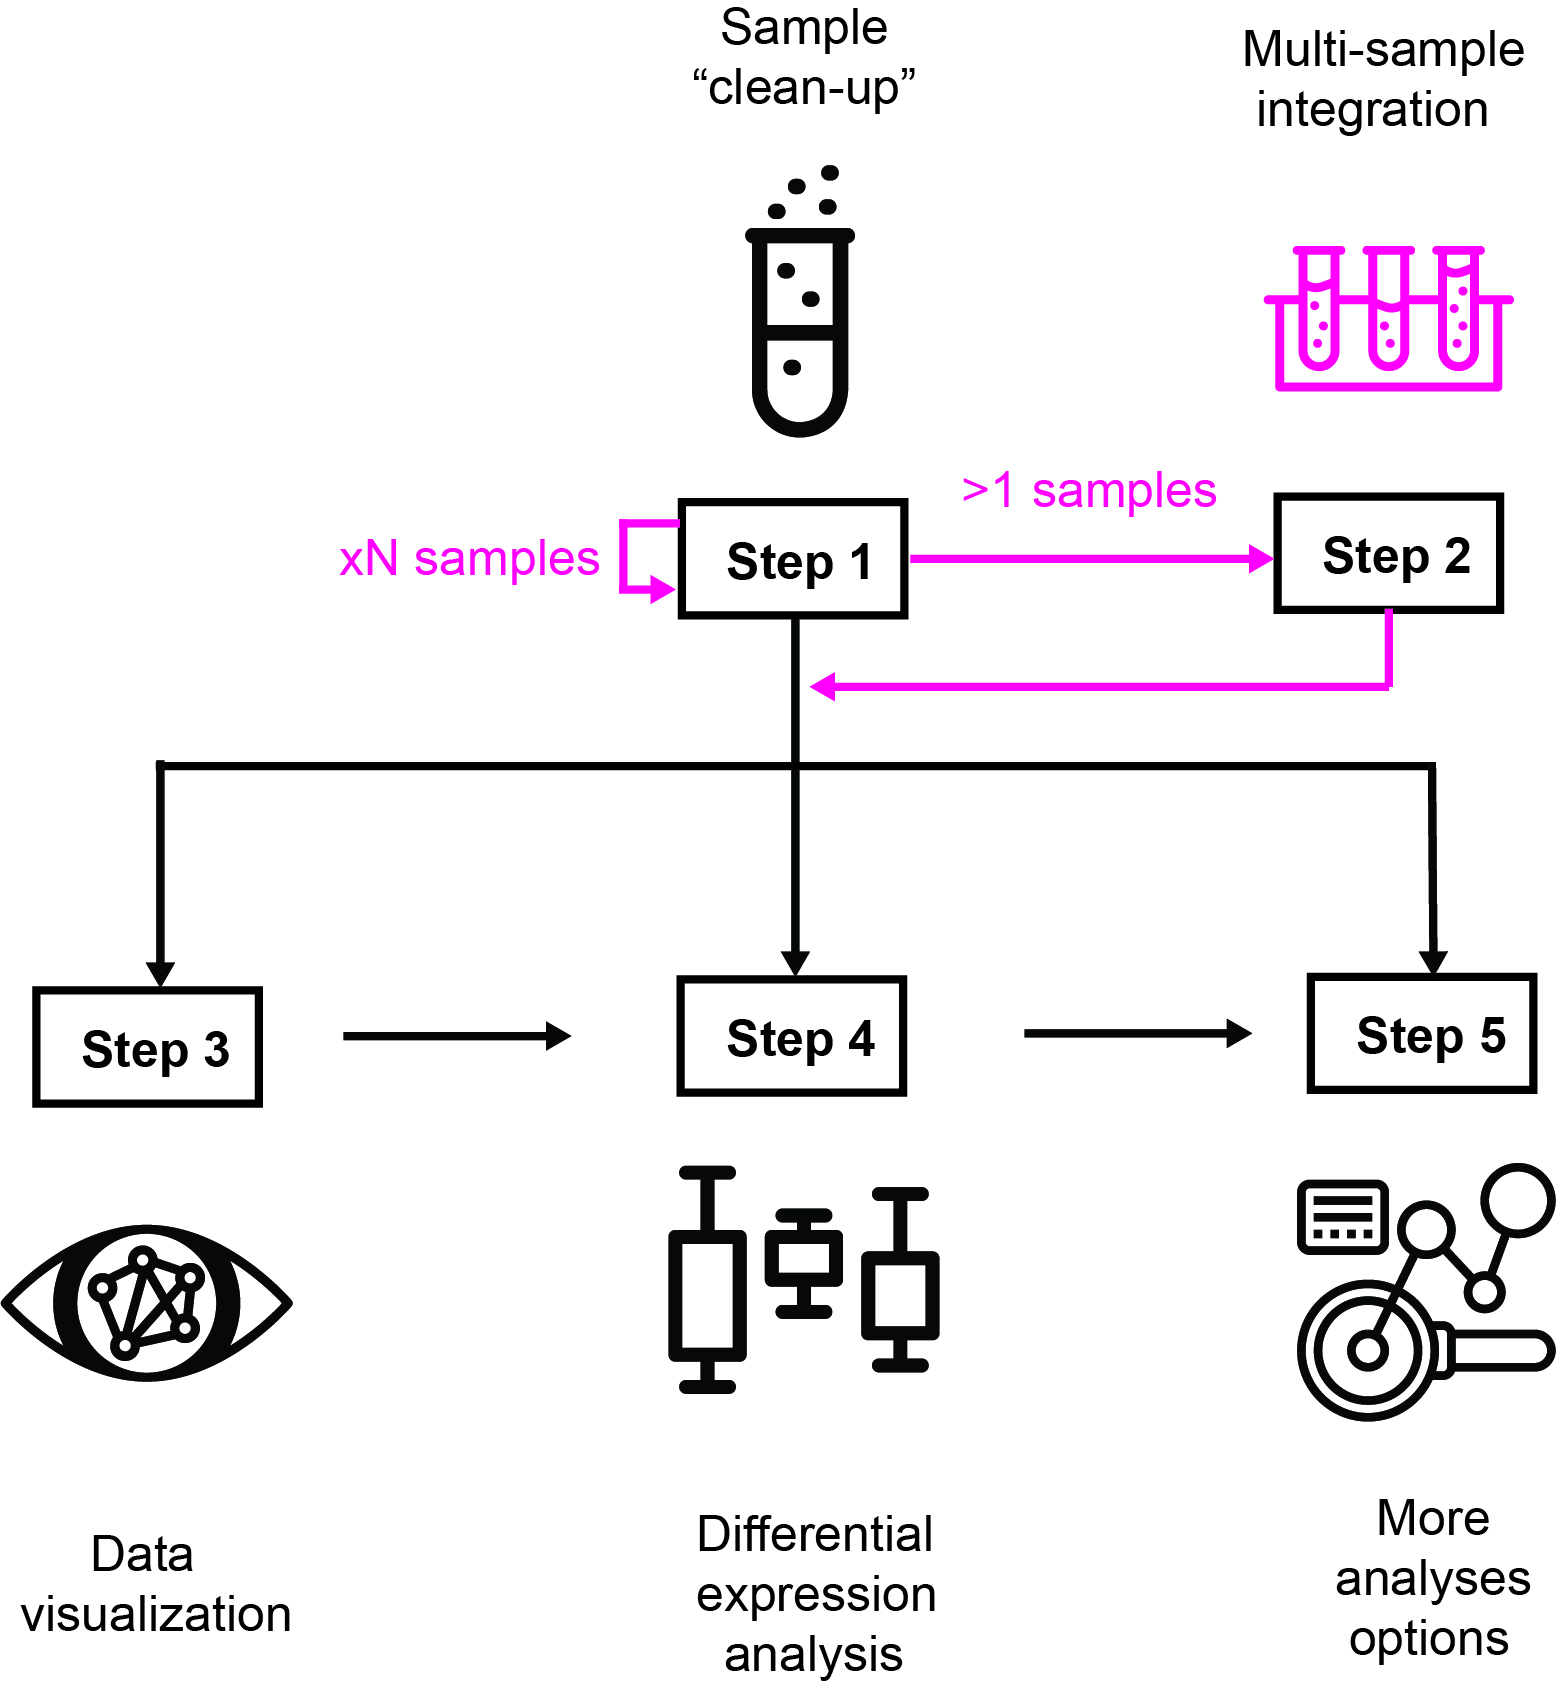 Sample
“clean-up”
Multi-sample
integration
xN samples
Step 1
>1 samples
Step 2
Step 3
Step 4
Step 5
Data
visualization
Differential
expression
analysis
More
analyses
options